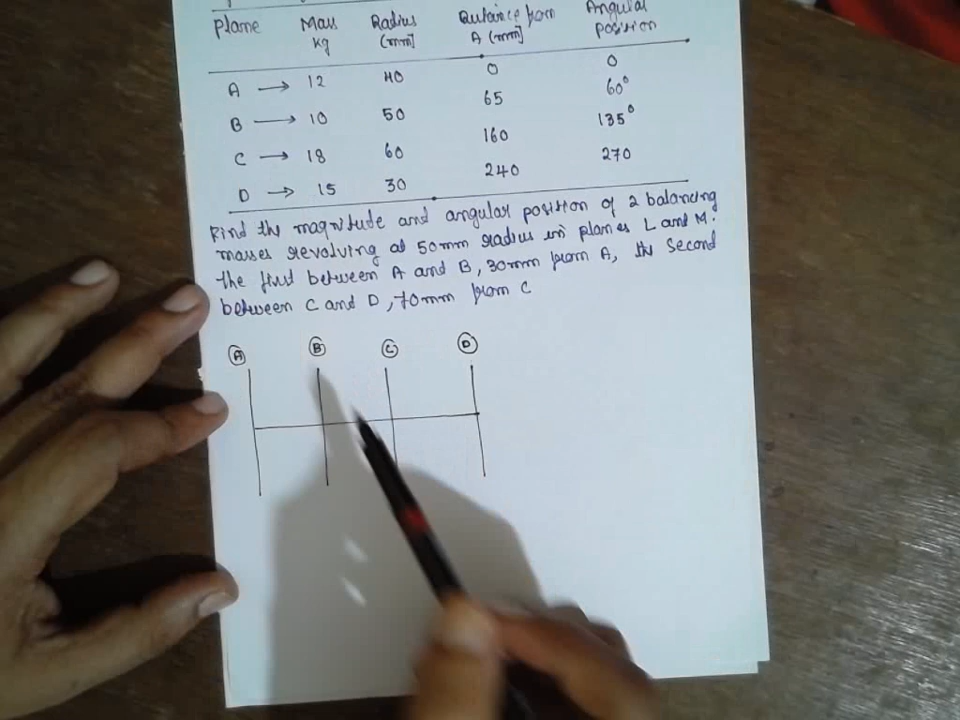 Plane Mass kg Radius (mm) Distance from A (mm) Angular position
A → 12 40 0 0
B → 10 50 65 60°
C → 18 60 160 135°
D → 15 30 240 270
Find the magnitude and angular position of 2 balancing
masses revolving at 50mm radius in planes L and M.
the first between A and B, 30mm from A, the second
between C and D, 70mm from C
A B C D